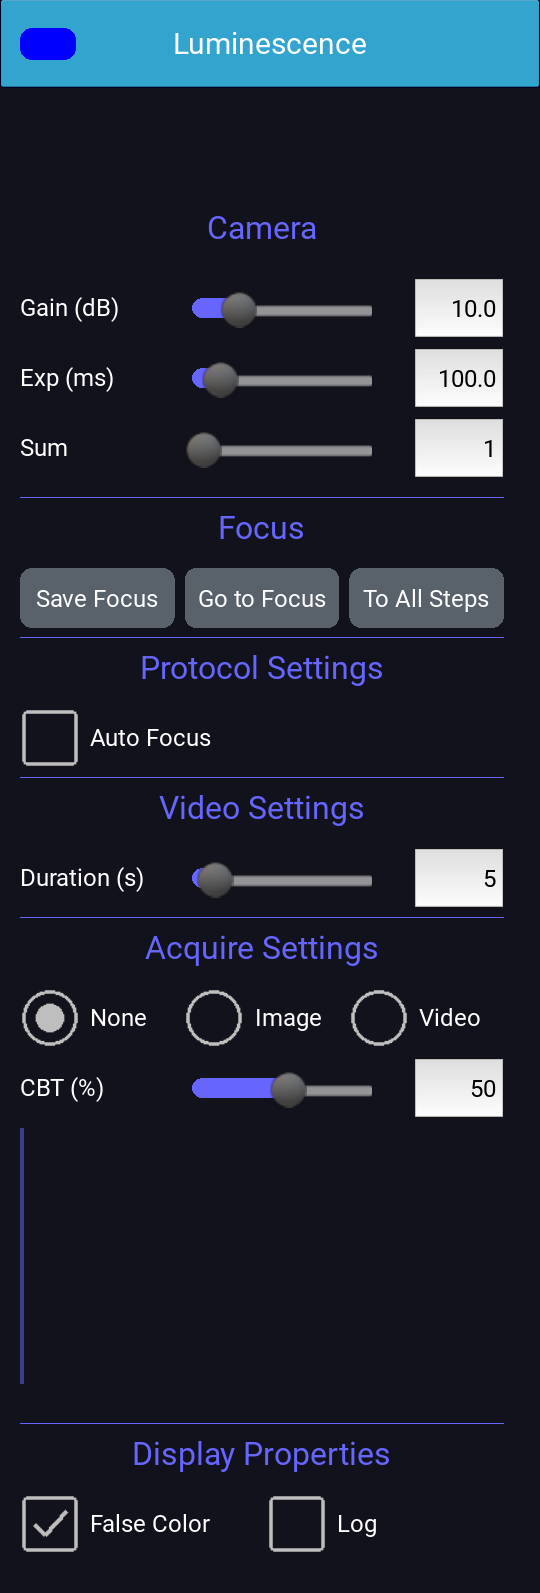 Luminescence
Camera
Gain (dB) 10.0
Exp (ms) 100.0
Sum 1
Focus
Save Focus Go to Focus To All Steps
Protocol Settings
Auto Focus
Video Settings
Duration (s) 5
Acquire Settings
None Image Video
CBT (%) 50
Display Properties
False Color Log